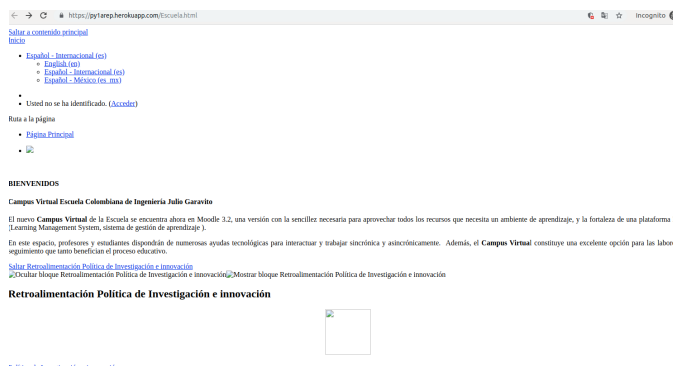 https://py1arep.herokuapp.com/Escuela.html
Incognito
Saltar a contenido principal
Inicio
Español - Internacional (es)
English (en)
Español - Internacional (es)
Español - México (es_mx)
Usted no se ha identificado. (Acceder)
Ruta a la página
Página Principal
BIENVENIDOS
Campus Virtual Escuela Colombiana de Ingeniería Julio Garavito
El nuevo Campus Virtual de la Escuela se encuentra ahora en Moodle 3.2, una versión con la sencillez necesaria para aprovechar todos los recursos que necesita un ambiente de aprendizaje, y la fortaleza de una plataforma
(Learning Management System, sistema de gestión de aprendizaje ).
En este espacio, profesores y estudiantes dispondrán de numerosas ayudas tecnológicas para interactuar y trabajar sincrónica y asincrónicamente. Además, el Campus Virtual constituye una excelente opción para las labor
seguimiento que tanto benefician el proceso educativo.
Saltar Retroalimentación Política de Investigación e innovación
Ocultar bloque Retroalimentación Política de Investigación e innovación Mostrar bloque Retroalimentación Política de Investigación e innovación
Retroalimentación Política de Investigación e innovación